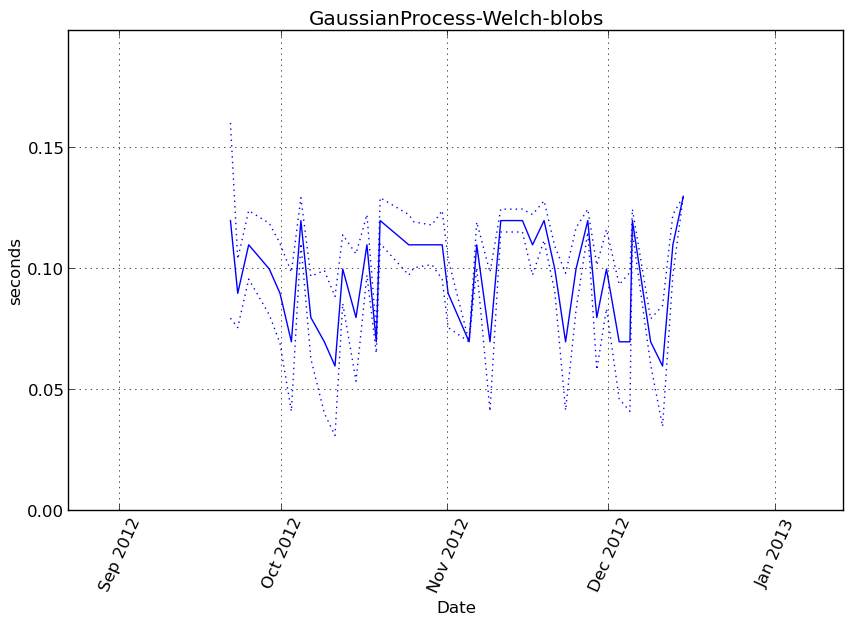 GaussianProcess-Welch-blobs
seconds
0.15
0.10
0.05
0.00
Sep 2012
Oct 2012
Nov 2012
Dec 2012
Jan 2013
Date